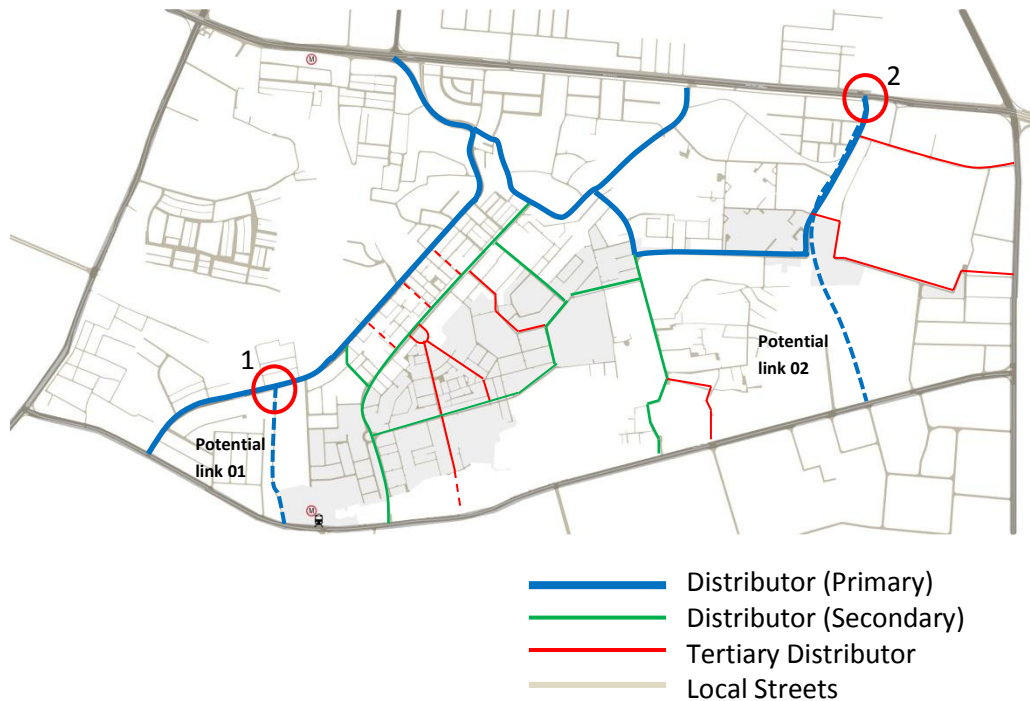 M
2
1
Potential
link 02
Potential
link 01
M
Distributor (Primary)
Distributor (Secondary)
Tertiary Distributor
Local Streets